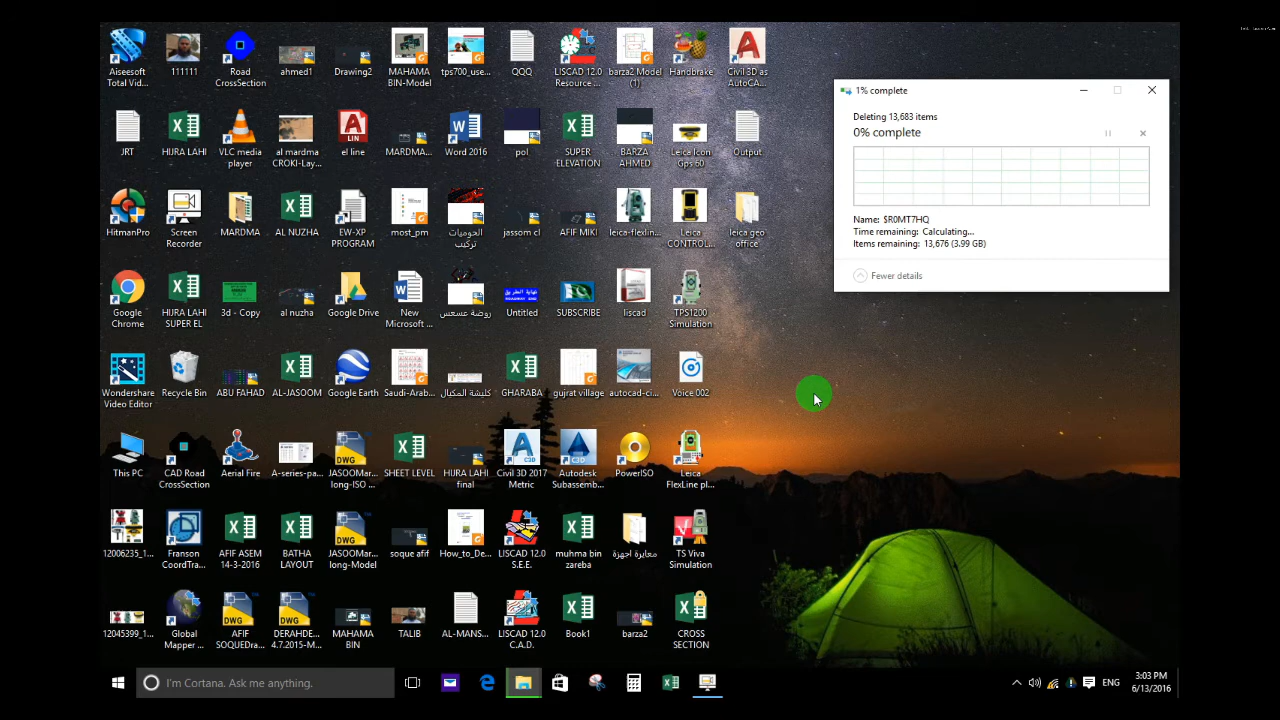 Aiseesoft Total Vid...
111111
Road CrossSection
ahmed1
Drawing2
MAHAMA BIN-Model
tps700_use...
QQQ
LISCAD 12.0 Resource ...
barza2 Model (1)
Handbrake
Civil 3D as AutoCA...
JRT
HIJRA LAHI
VLC media player
al mardma CROKI-Lay...
el line
MARDMA...
Word 2016
pol
SUPER ELEVATION
BARZA AHMED
Leica Icon Gps 60
Output
HitmanPro
Screen Recorder
MARDMA
AL NUZHA
EW-XP PROGRAM
most_pm
الحوميات تركيب
jassom cl
AFIF MIKI
leica-flexlin...
Leica CONTROL...
leica geo office
Google Chrome
HIJRA LAHI SUPER EL
3d - Copy
al nuzha
Google Drive
New Microsoft ...
روضة عسعس
Untitled
SUBSCRIBE
liscad
TPS1200 Simulation
Wondershare Video Editor
Recycle Bin
ABU FAHAD
AL-JASOOM
Google Earth
Saudi-Arab...
كليشة المكيال
GHARABA
gujrat village
autocad-ci...
Voice 002
This PC
CAD Road CrossSection
Aerial Fire
A-series-pa...
JASOOMar... long-ISO ...
SHEET LEVEL
HIJRA LAHI final
Civil 3D 2017 Metric
Autodesk Subassemb...
PowerISO
Leica FlexLine pl...
12006235_1...
Franson CoordTra...
AFIF ASEM 14-3-2016
BATHA LAYOUT
JASOOMar... long-Model
soque afif
How_to_De...
LISCAD 12.0 S.E.E.
muhma bin zareba
معايرة اجهزة
TS Viva Simulation
12045399_1...
Global Mapper ...
AFIF SOQUEDra...
DERAHDE... 4.7.2015-M...
MAHAMA BIN
TALIB
AL-MANS...
LISCAD 12.0 C.A.D.
Book1
barza2
CROSS SECTION
1% complete
Deleting 13,683 items
0% complete
Name: $R0MT7HQ
Time remaining: Calculating...
Items remaining: 13,676 (3.99 GB)
Fewer details
I'm Cortana. Ask me anything.
ENG
3:03 PM
6/13/2016